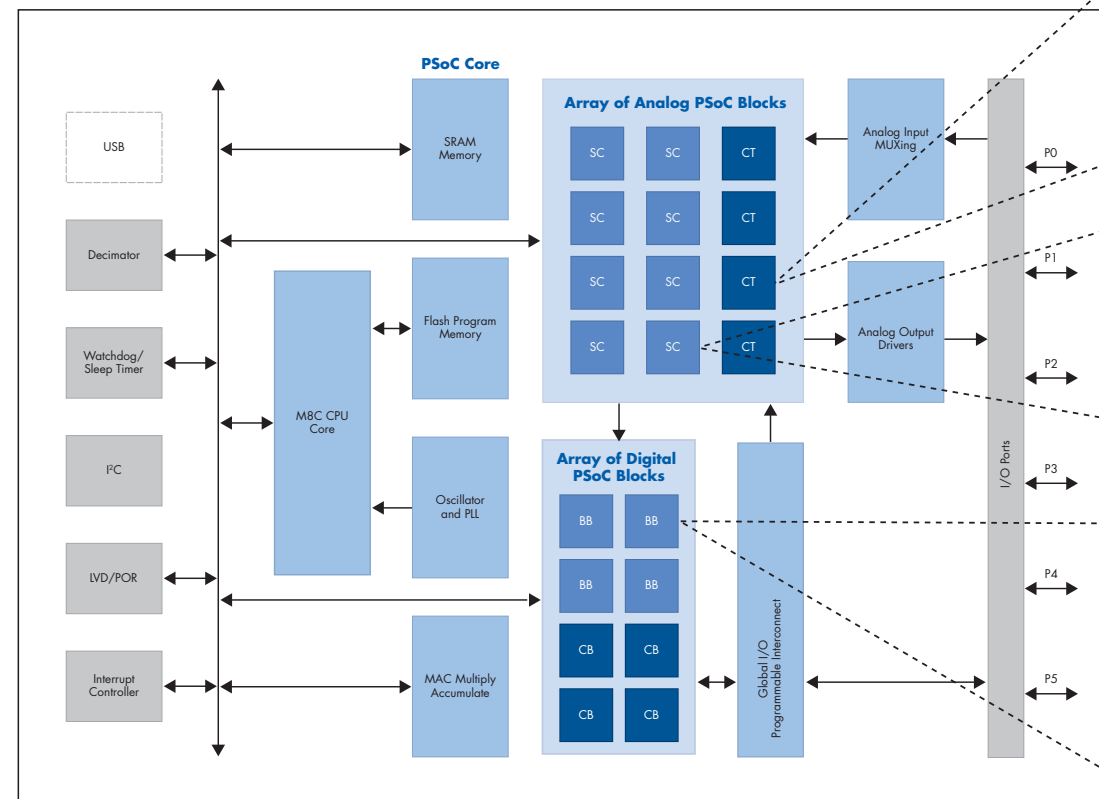 PSoC Core
USB
Decimator
Watchdog/
Sleep Timer
I²C
LVD/POR
Interrupt
Controller
SRAM
Memory
Flash Program
Memory
M8C CPU
Core
Oscillator
and PLL
MAC Multiply
Accumulate
Array of Analog PSoC Blocks
SC SC CT
SC SC CT
SC SC CT
SC SC CT
Array of Digital
PSoC Blocks
BB BB
BB BB
CB CB
CB CB
Analog Input
MUXing
Analog Output
Drivers
Global I/O
Programmable Interconnect
I/O Ports
P0
P1
P2
P3
P4
P5